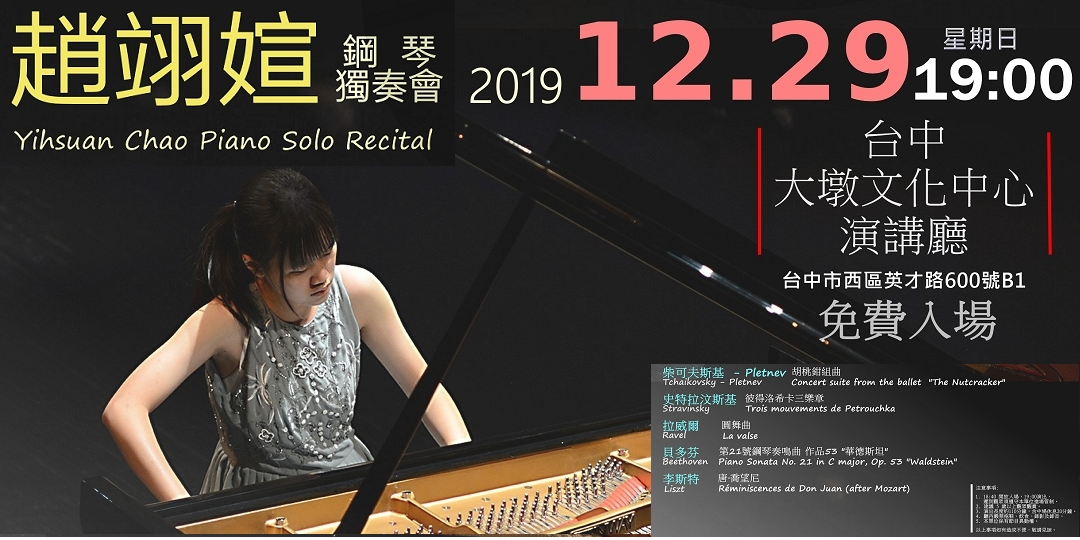 趙翊媗
鋼琴
獨奏會
Yihsuan Chao Piano Solo Recital
2019
12.29
星期日
19:00
台中
大墩文化中心
演講廳
台中市西區英才路600號B1
免費入場
柴可夫斯基 - Pletnev 胡桃鉗組曲
Tchaikovsky - Pletnev Concert suite from the ballet "The Nutcracker"
史特拉汶斯基 彼得洛希卡三樂章
Stravinsky Trois mouvements de Petrouchka
拉威爾 圓舞曲
Ravel La valse
貝多芬 第21號鋼琴奏鳴曲 作品53 "華德斯坦"
Beethoven Piano Sonata No. 21 in C major, Op. 53 "Waldstein"
李斯特 唐·喬望尼
Liszt Réminiscences de Don Juan (after Mozart)
注意事項: